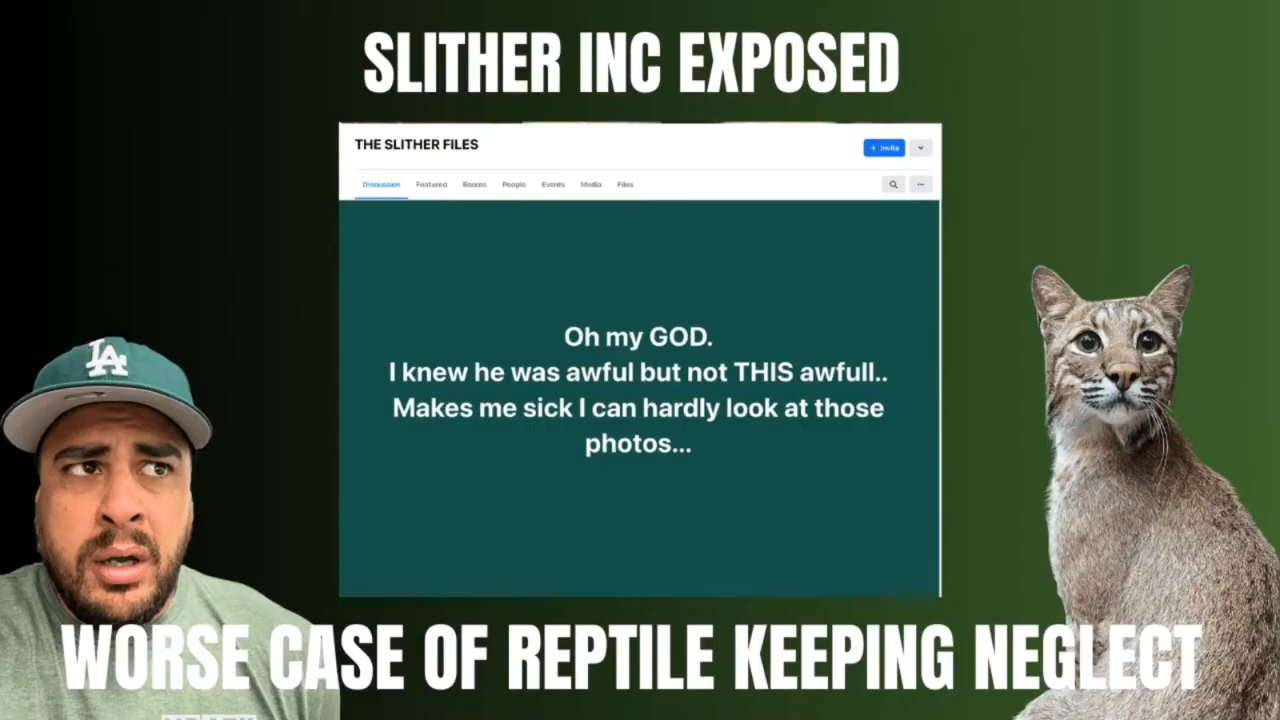 SLITHER INC EXPOSED
THE SLITHER FILES
+ Invite
Discussion Featured Rooms People Events Media Files
Oh my GOD.
I knew he was awful but not THIS awfull..
Makes me sick I can hardly look at those
photos...
LA
WORSE CASE OF REPTILE KEEPING NEGLECT